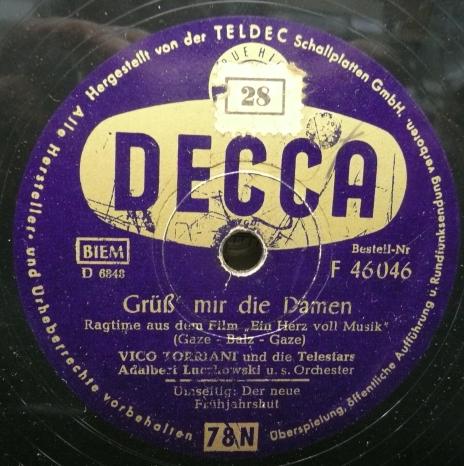 Alle Hersteller- und Urheberrechte vorbehalten
Hergestellt von der TELDEC Schallplatten GmbH.
Überspielung, öffentliche Aufführung u. Rundfunksendung verboten.
28
DECCA
BIEM
D 6848
Bestell-Nr
F 46046
Grüß' mir die Damen
Ragtime aus dem Film „Ein Herz voll Musik"
(Gaze - Balz - Gaze)
VICO TORRIANI und die Telestars
Adalbert Luczkowski u. s. Orchester
Umseitig: Der neue
Frühjahrshut
78N